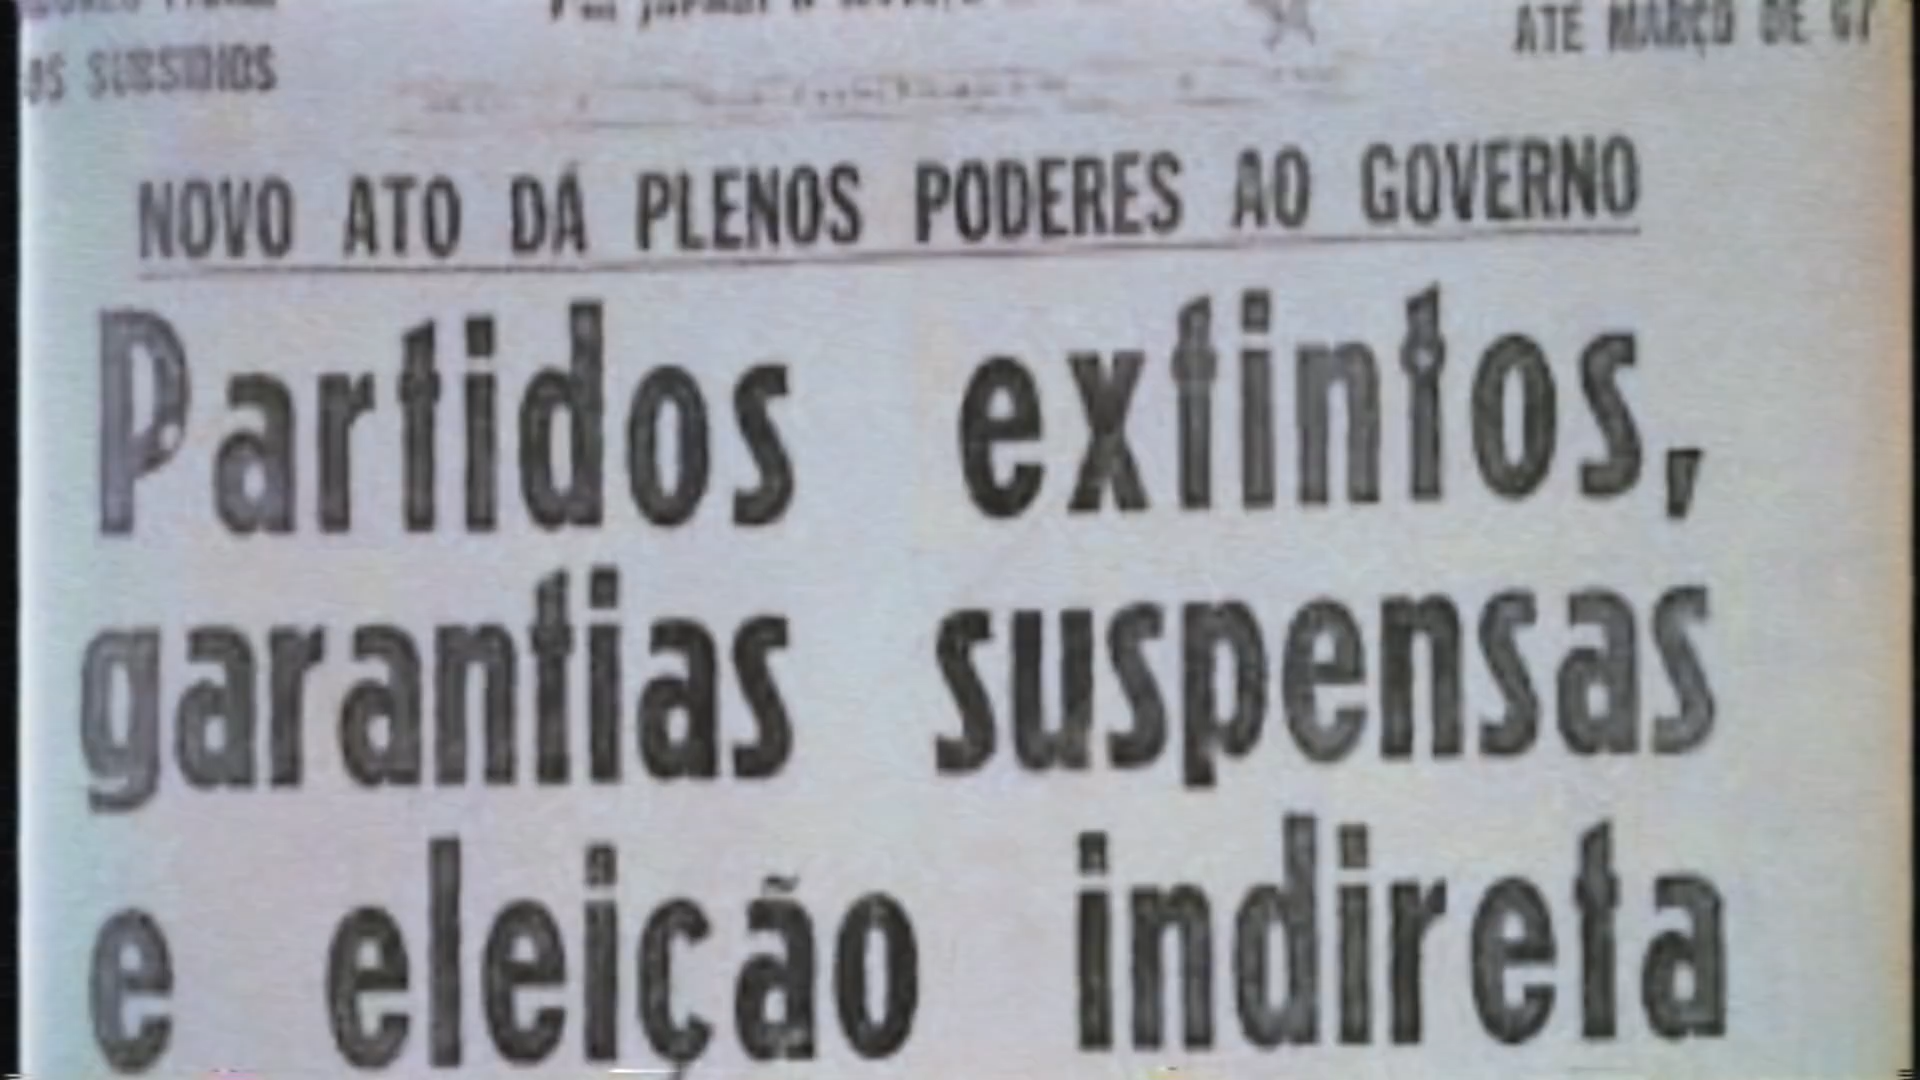 OS SUBSIDIOS
ATÉ MARÇO DE 67
NOVO ATO DÁ PLENOS PODERES AO GOVERNO
Partidos extintos,
garantias suspensas
e eleição indireta